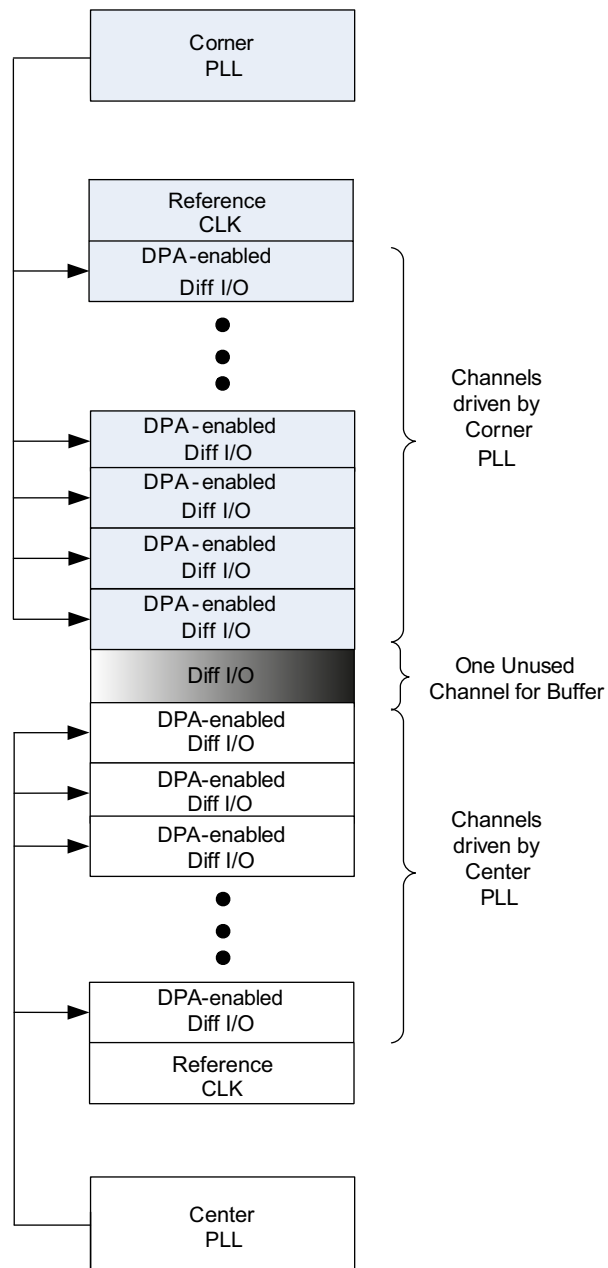 Corner
PLL
Reference
CLK
DPA-enabled
Diff I/O
DPA-enabled
Diff I/O
DPA-enabled
Diff I/O
DPA-enabled
Diff I/O
DPA-enabled
Diff I/O
Channels
driven by
Corner
PLL
Diff I/O
One Unused
Channel for Buffer
DPA-enabled
Diff I/O
DPA-enabled
Diff I/O
DPA-enabled
Diff I/O
DPA-enabled
Diff I/O
Channels
driven by
Center
PLL
Reference
CLK
Center
PLL